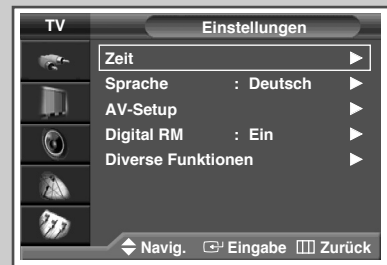 TV Einstellungen
Zeit
Sprache : Deutsch
AV-Setup
Digital RM : Ein
Diverse Funktionen
Navig. Eingabe Zurück